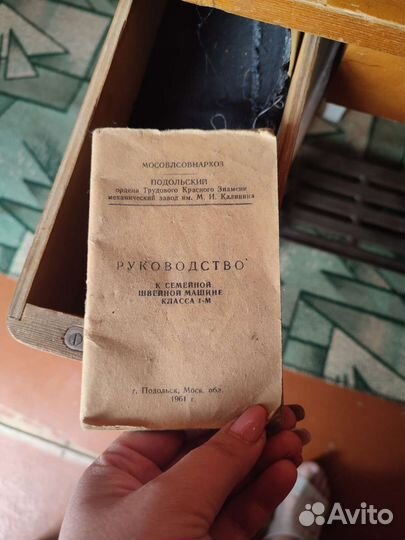 МОСОБЛСОВНАРХОЗ
ПОДОЛЬСКИЙ
ордена Трудового Красного Знамени
механический завод им. М. И. Калинина
РУКОВОДСТВО
К СЕМЕЙНОЙ
ШВЕЙНОЙ МАШИНЕ
КЛАССА 1-М
г. Подольск, Моск. обл.
1961 г.
Avito